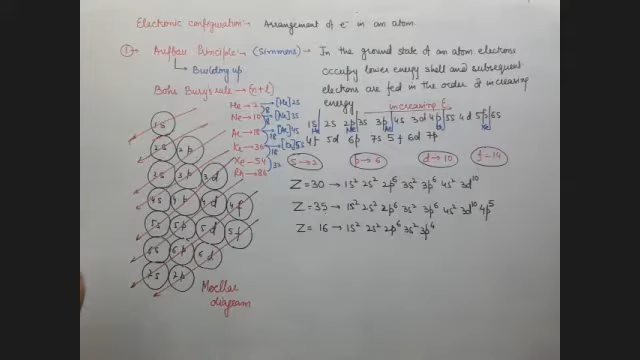 Electronic configuration:- Arrangement of e⁻ in an atom.
① → Aufbau Principle:- (Simmons) → In the ground state of an atom electrons
Building up
occupy lower energy shell and subsequent
electrons are fed in the order of increasing
energy
Bohr Bury's rule → (n+l)
increasing E
He → 2 → [He] 2s
Ne → 10 → [Ne] 3s
Ar → 18 → [Ar] 4s
Kr → 36
Xe → 54
Rn → 86
8
8
18
18
32
1s 2s 2p 3s 3p 4s 3d 4p 5s 4d 5p 6s
4f 5d 6p 7s 5f 6d 7p
s → 2 p → 6 d → 10 f → 14
Z = 30 → 1s² 2s² 2p⁶ 3s² 3p⁶ 4s² 3d¹⁰
Z = 35 → 1s² 2s² 2p⁶ 3s² 3p⁶ 4s² 3d¹⁰ 4p⁵
Z = 16 → 1s² 2s² 2p⁶ 3s² 3p⁴
1s
2s 2p
3s 3p 3d
4s 4p 4d 4f
5s 5p 5d 5f
6s 6p 6d
7s 7p
Moeller
diagram